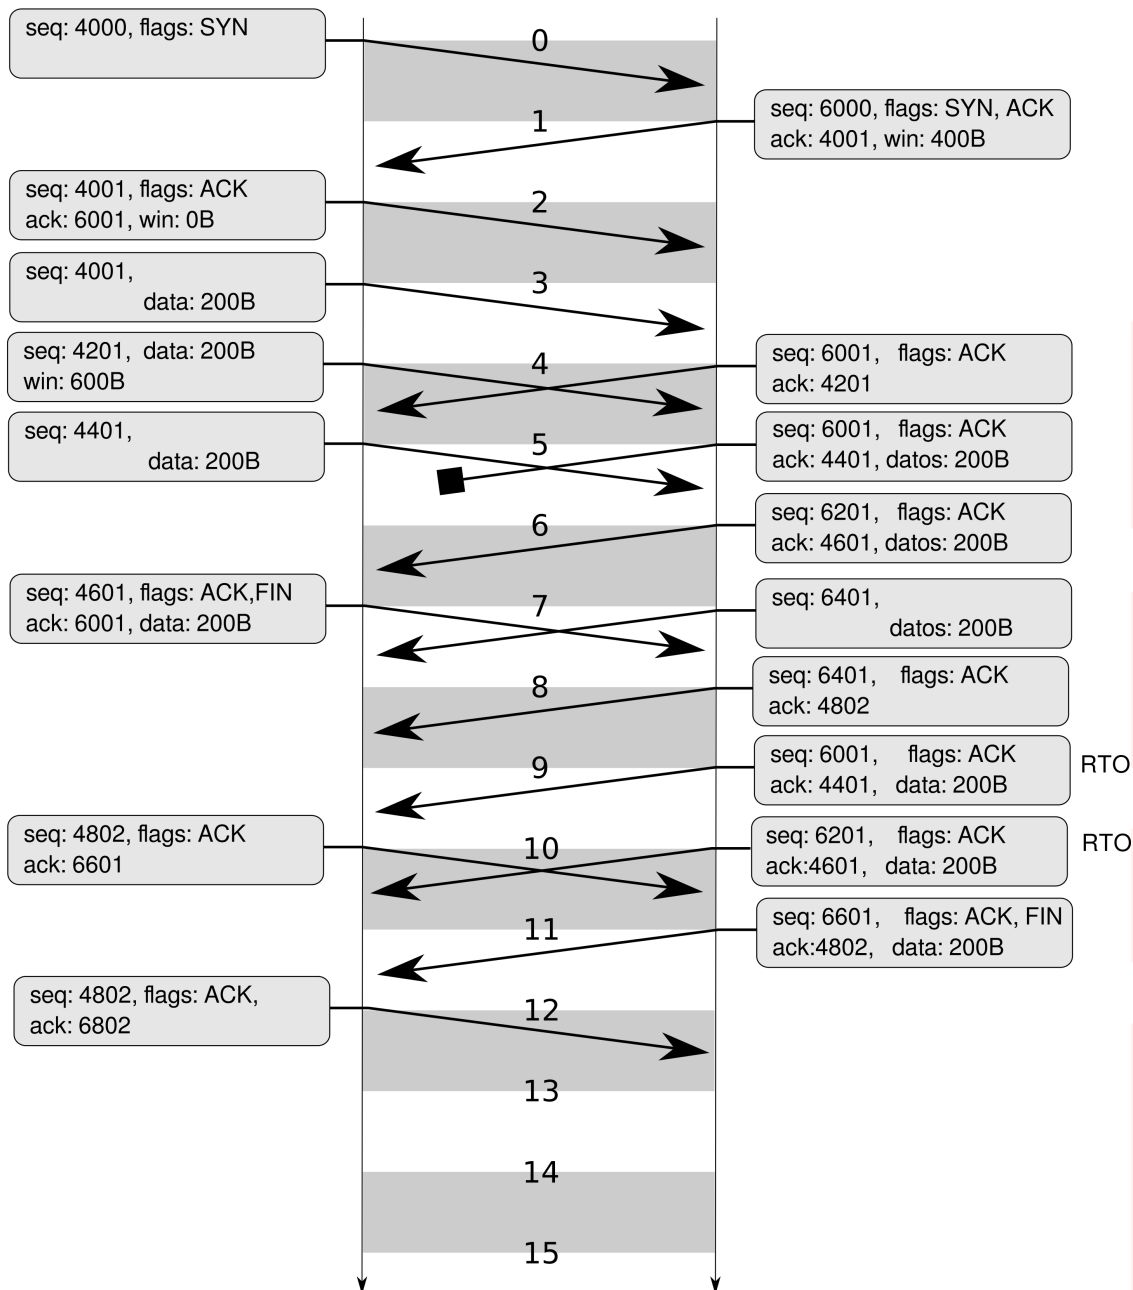 seq: 4000, flags: SYN
0
1
seq: 6000, flags: SYN, ACK
ack: 4001, win: 400B
seq: 4001, flags: ACK
ack: 6001, win: 0B
2
seq: 4001,
data: 200B
3
seq: 4201, data: 200B
win: 600B
4
seq: 6001, flags: ACK
ack: 4201
seq: 4401,
data: 200B
5
seq: 6001, flags: ACK
ack: 4401, datos: 200B
6
seq: 6201, flags: ACK
ack: 4601, datos: 200B
seq: 4601, flags: ACK,FIN
ack: 6001, data: 200B
7
seq: 6401,
datos: 200B
8
seq: 6401, flags: ACK
ack: 4802
9
seq: 6001, flags: ACK
ack: 4401, data: 200B
RTO
seq: 4802, flags: ACK
ack: 6601
10
seq: 6201, flags: ACK
ack:4601, data: 200B
RTO
11
seq: 6601, flags: ACK, FIN
ack:4802, data: 200B
seq: 4802, flags: ACK,
ack: 6802
12
13
14
15